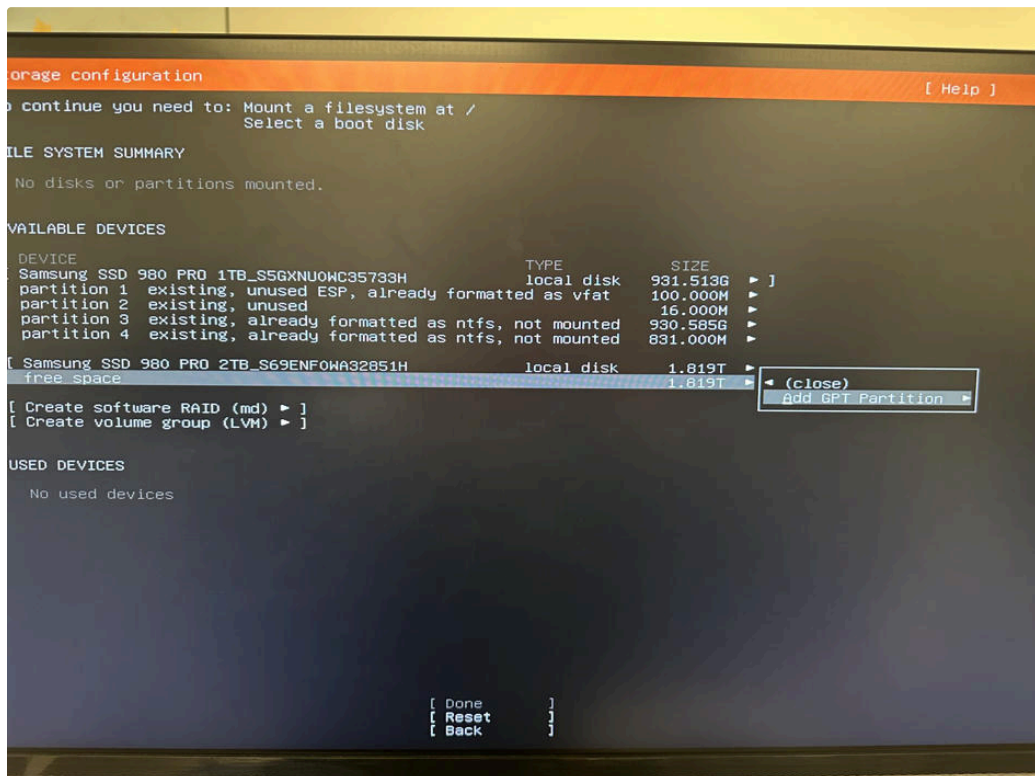 orage configuration
[ Help ]
o continue you need to: Mount a filesystem at /
Select a boot disk
ILE SYSTEM SUMMARY
No disks or partitions mounted.
VAILABLE DEVICES
DEVICE TYPE SIZE
[ Samsung SSD 980 PRO 1TB_S5GXNU0WC35733H local disk 931.513G ► ]
partition 1 existing, unused ESP, already formatted as vfat 100.000M ►
partition 2 existing, unused 16.000M ►
partition 3 existing, already formatted as ntfs, not mounted 930.585G ►
partition 4 existing, already formatted as ntfs, not mounted 831.000M ►
[ Samsung SSD 980 PRO 2TB_S69ENF0WA32851H local disk 1.819T ►
free space 1.819T ► ◄ (close)
Add GPT Partition ►
[ Create software RAID (md) ► ]
[ Create volume group (LVM) ► ]
USED DEVICES
No used devices
[ Done ]
[ Reset ]
[ Back ]